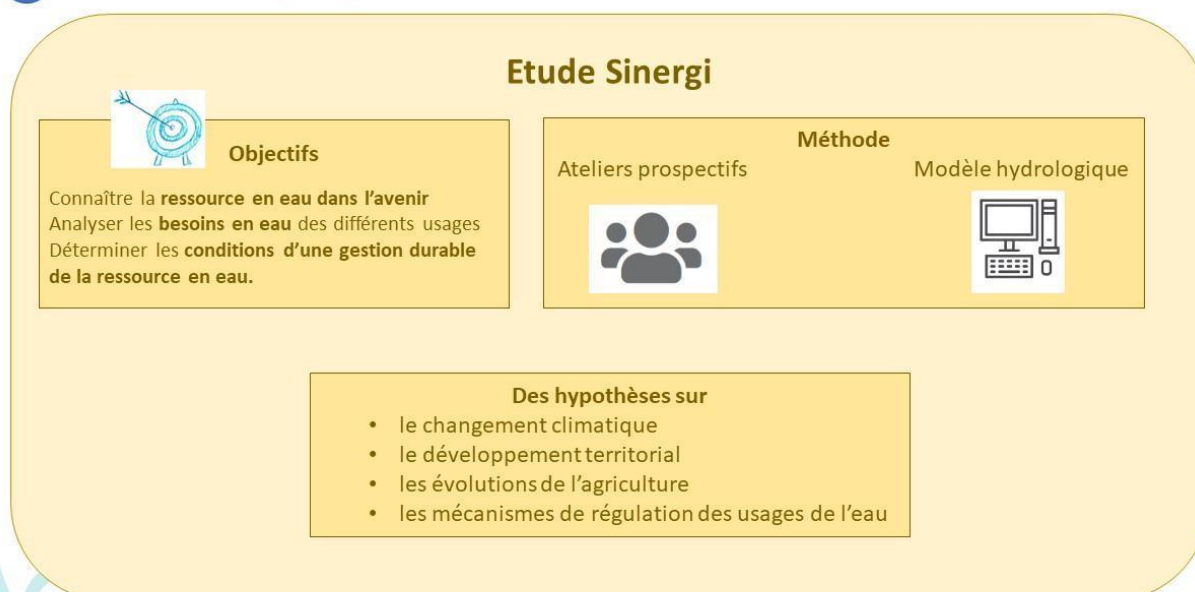 Etude Sinergi
Objectifs
Connaître la ressource en eau dans l’avenir
Analyser les besoins en eau des différents usages
Déterminer les conditions d’une gestion durable
de la ressource en eau.
Méthode
Ateliers prospectifs
Modèle hydrologique
Des hypothèses sur
• le changement climatique
• le développement territorial
• les évolutions de l’agriculture
• les mécanismes de régulation des usages de l’eau